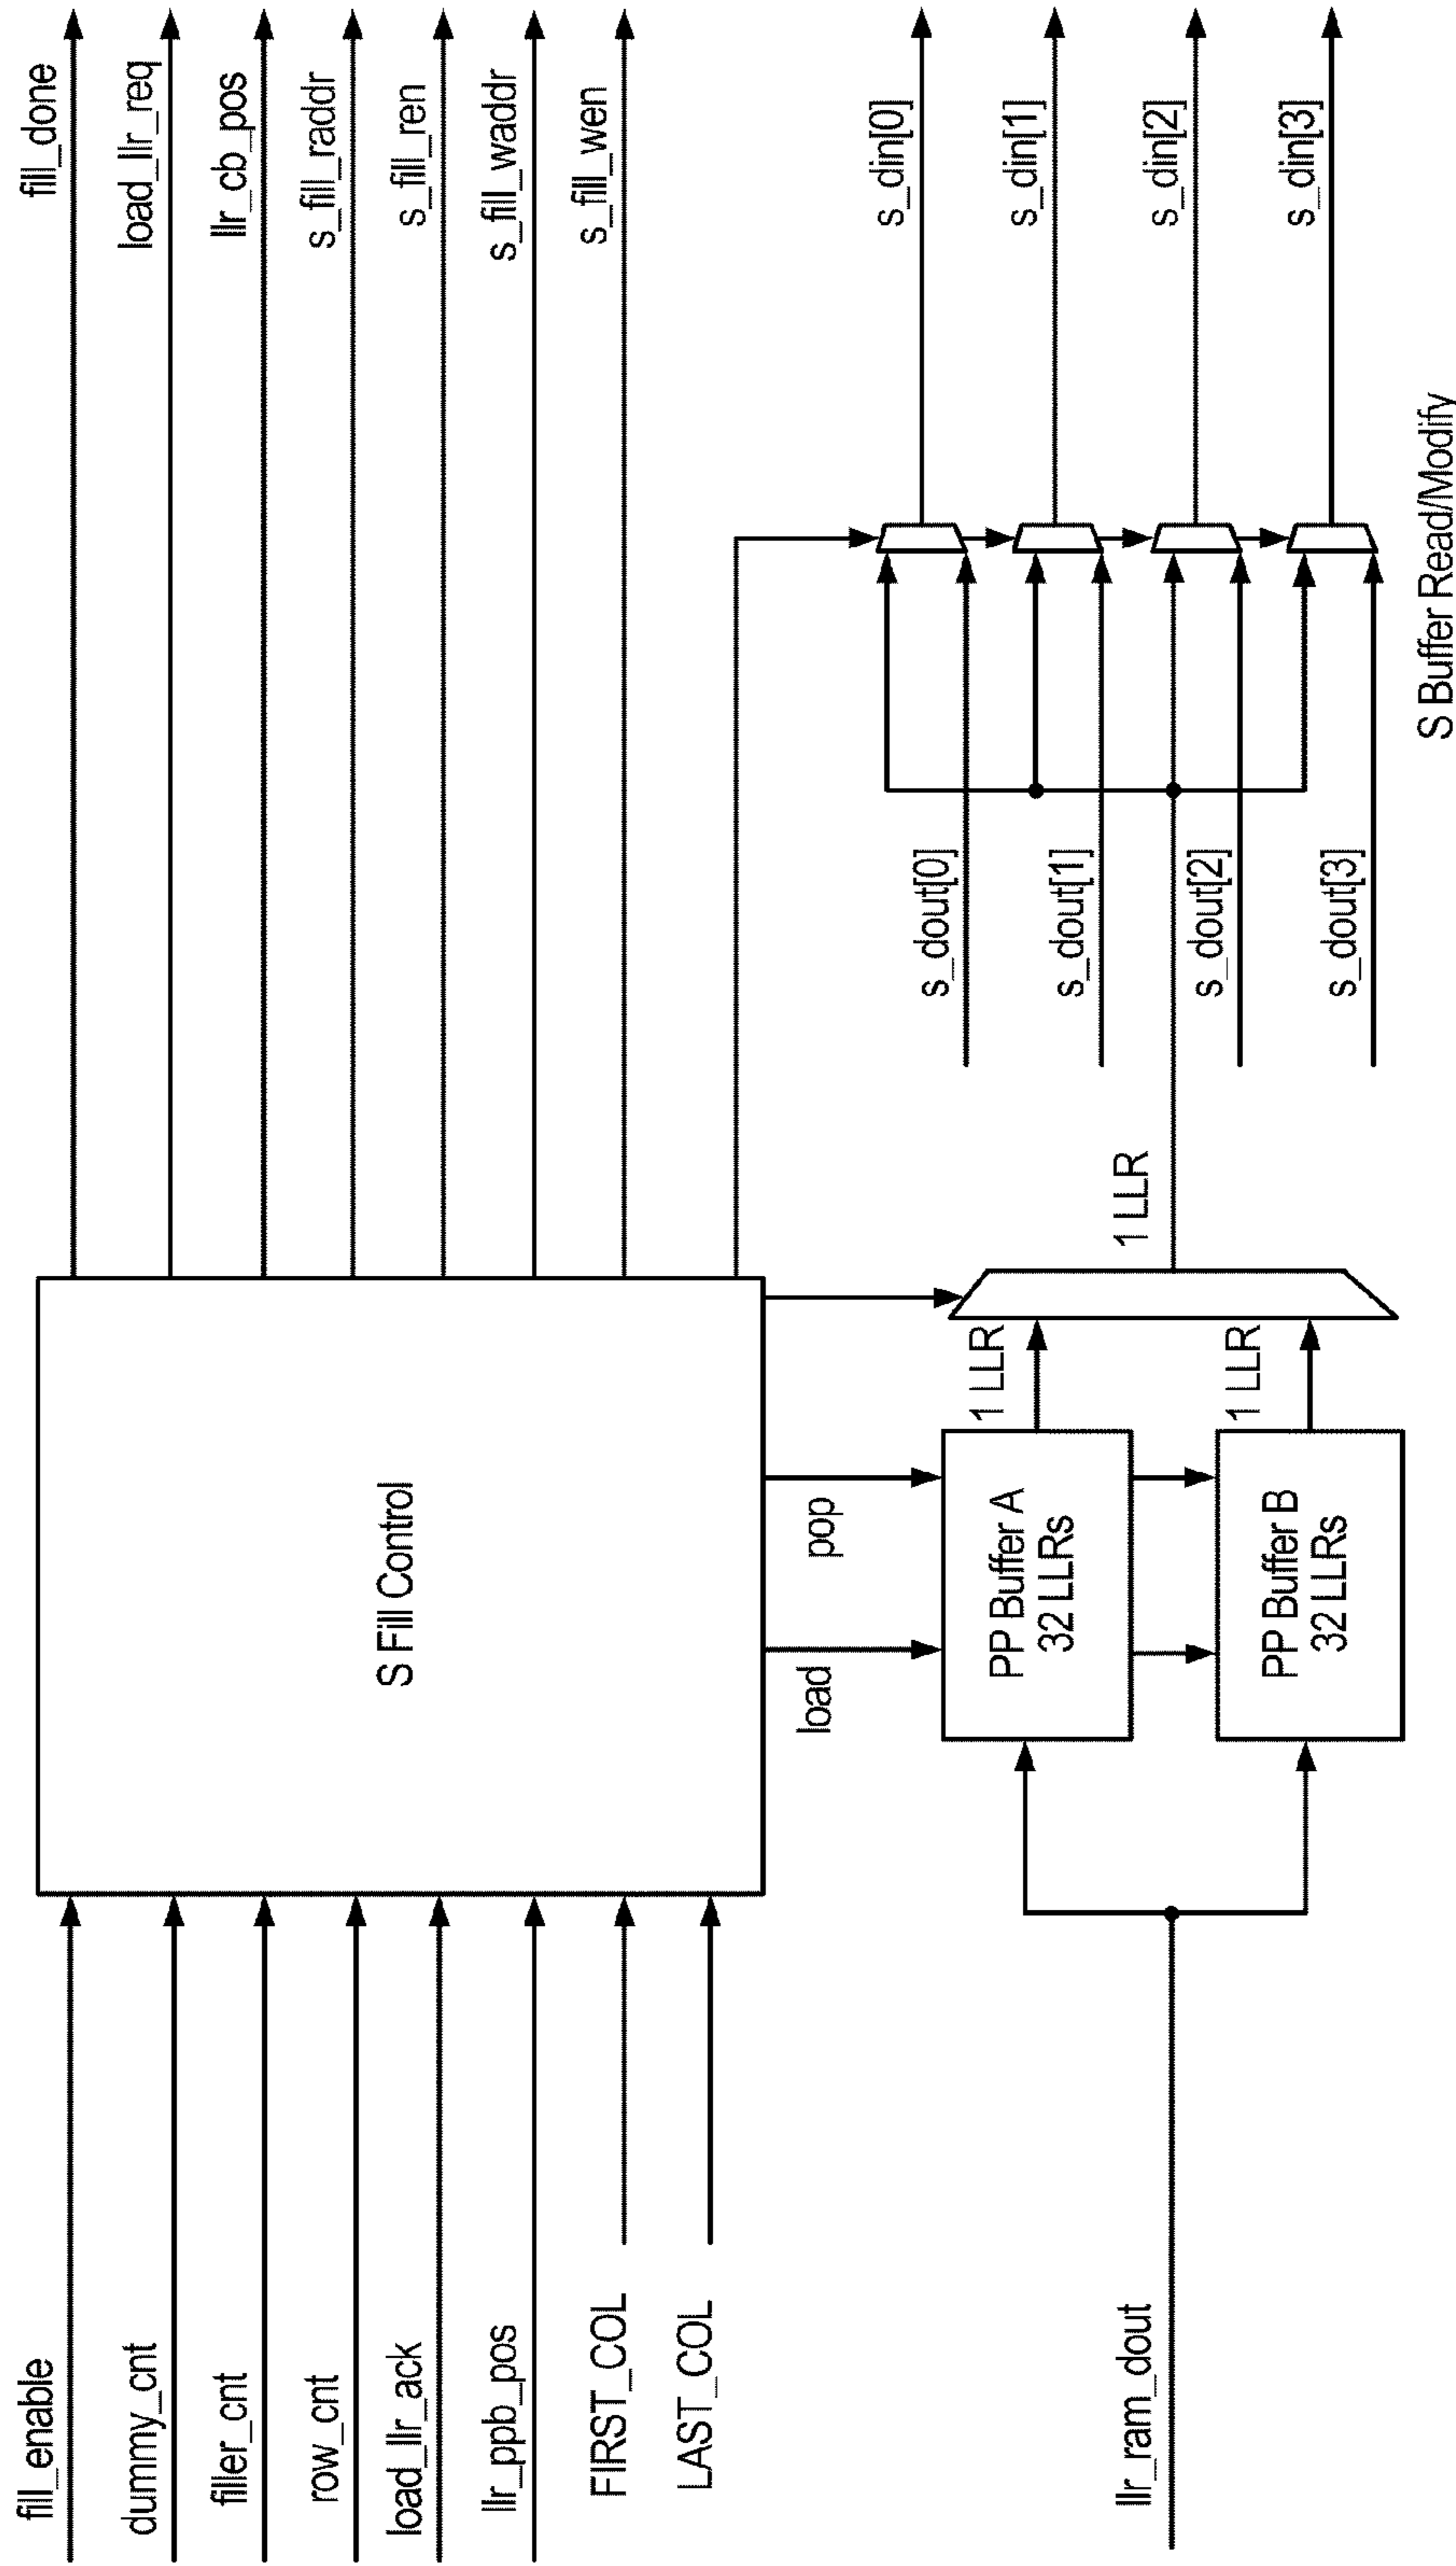 fill_enable
dummy_cnt
filler_cnt
row_cnt
load_llr_ack
llr_ppb_pos
FIRST_COL
LAST_COL
S Fill Control
fill_done
load_llr_req
llr_cb_pos
s_fill_raddr
s_fill_ren
s_fill_waddr
s_fill_wen
load
pop
llr_ram_dout
PP Buffer A
32 LLRs
PP Buffer B
32 LLRs
1 LLR
1 LLR
1 LLR
s_dout[0]
s_dout[1]
s_dout[2]
s_dout[3]
s_din[0]
s_din[1]
s_din[2]
s_din[3]
S Buffer Read/Modify